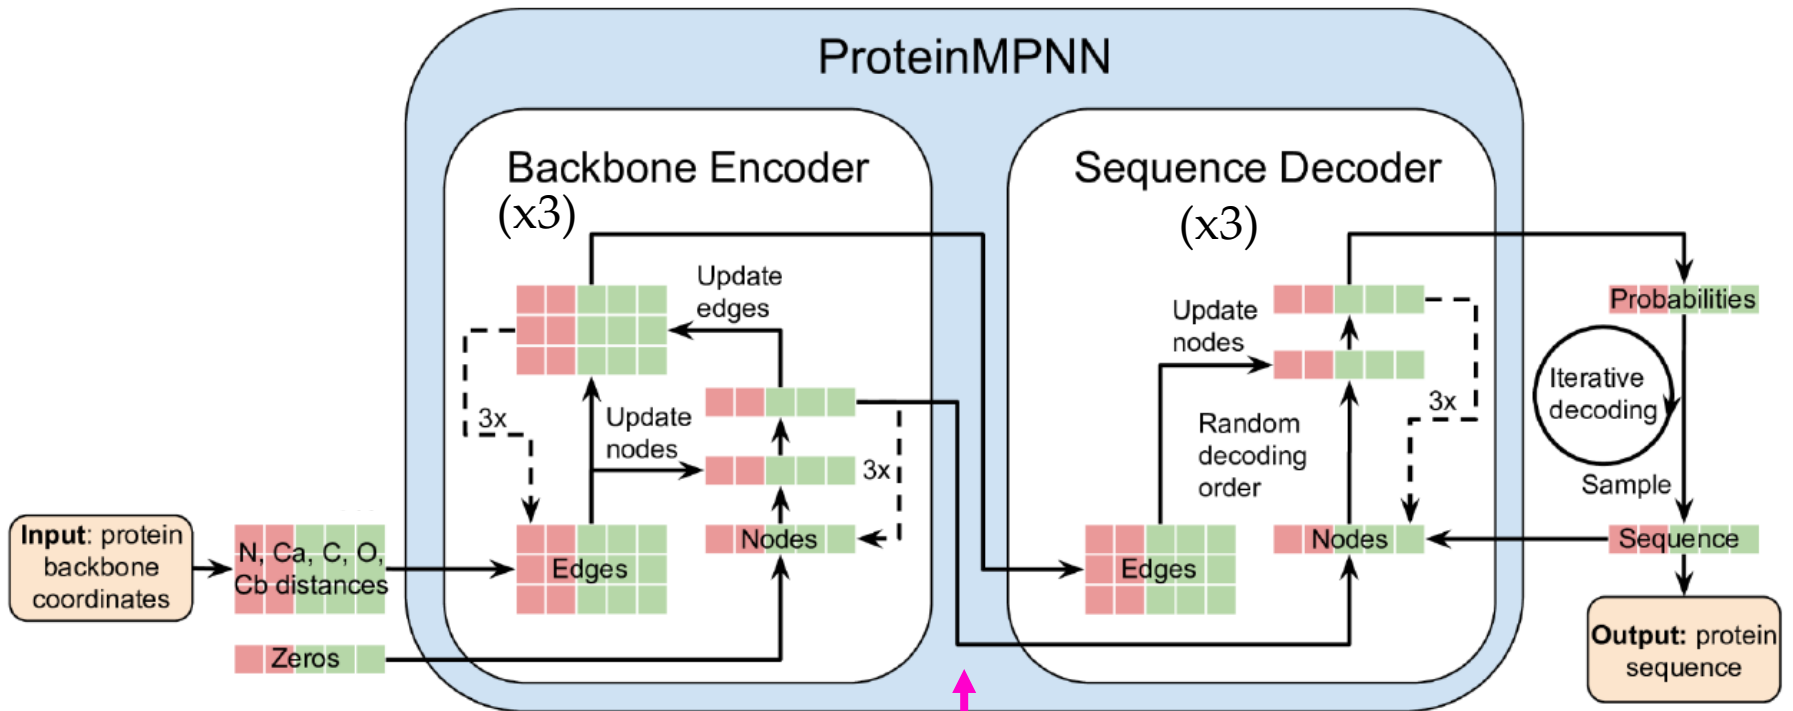 ProteinMPNN
Backbone Encoder
(x3)
Update
edges
3x
Update
nodes
3x
Nodes
Edges
Input: protein
backbone
coordinates
N, Ca, C, O,
Cb distances
Zeros
Sequence Decoder
(x3)
Update
nodes
3x
Random
decoding
order
Edges
Nodes
Probabilities
Iterative
decoding
Sample
Sequence
Output: protein
sequence